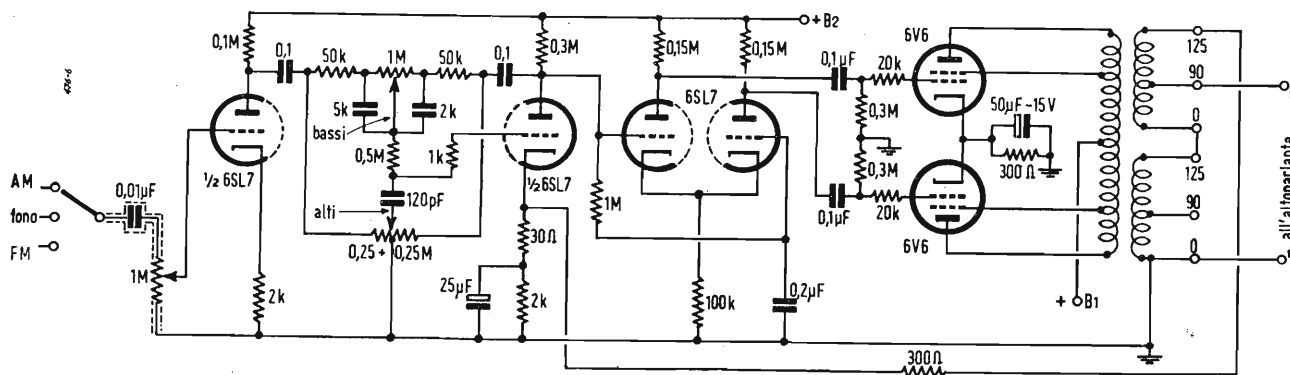 +B2
0,1M
0,1
50k
1M
50k
0,1
0,3M
0,15M
0,15M
6V6
125
90
0
125
90
0
0,1µF
20k
5k
2k
bassi
0,5M
1k
6SL7
0,3M
0,3M
50µF-15V
300Ω
½ 6SL7
½6SL7
120pF
alti
0,25+0,25M
AM
fono
FM
0,01µF
1M
2k
30Ω
25µF
2k
1M
100k
0,2µF
0,1µF
20k
6V6
+B1
all'altoparlante
300Ω